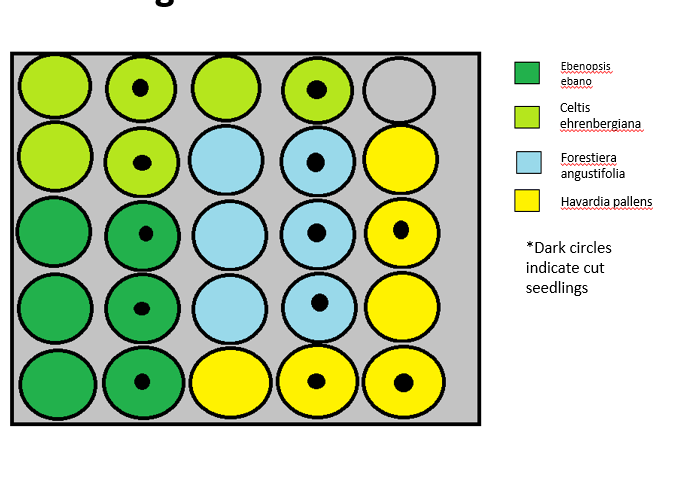 Ebenopsis
ebano
Celtis
ehrenbergiana
Forestiera
angustifolia
Havardia pallens
*Dark circles
indicate cut
seedlings